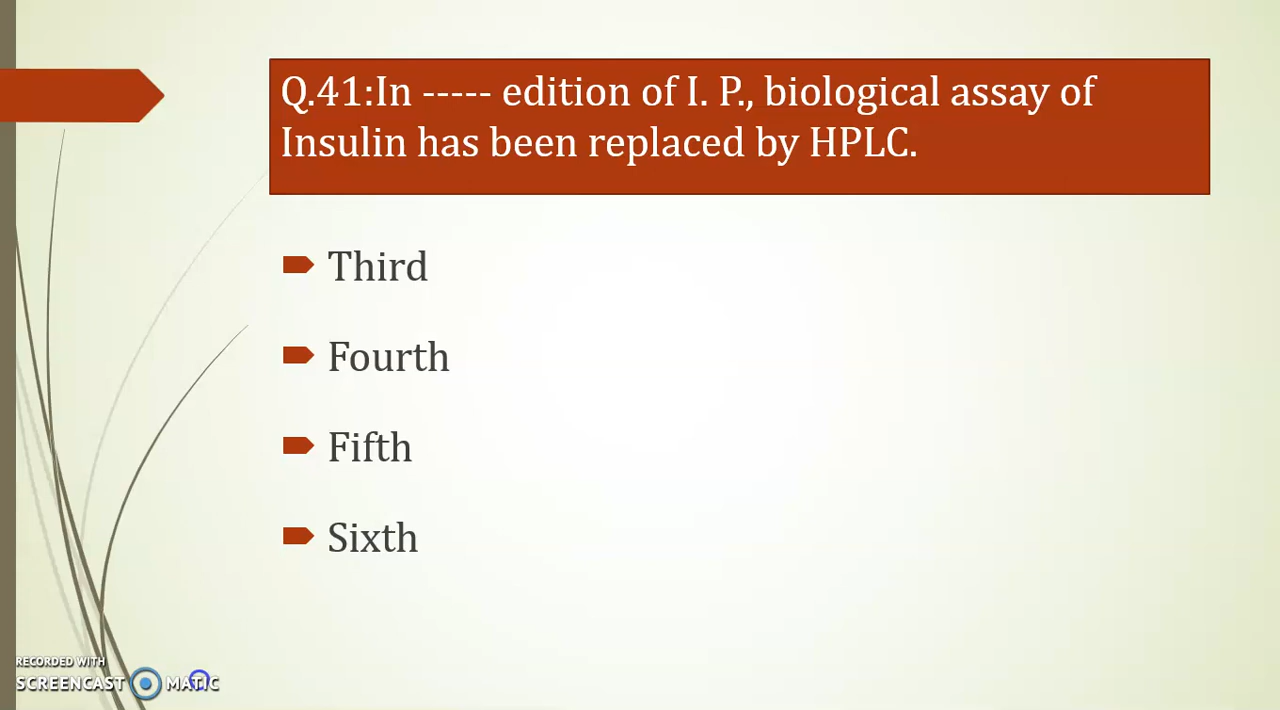 Q.41:In ----- edition of I. P., biological assay of
Insulin has been replaced by HPLC.
Third
Fourth
Fifth
Sixth
RECORDED WITH
SCREENCAST MATIC